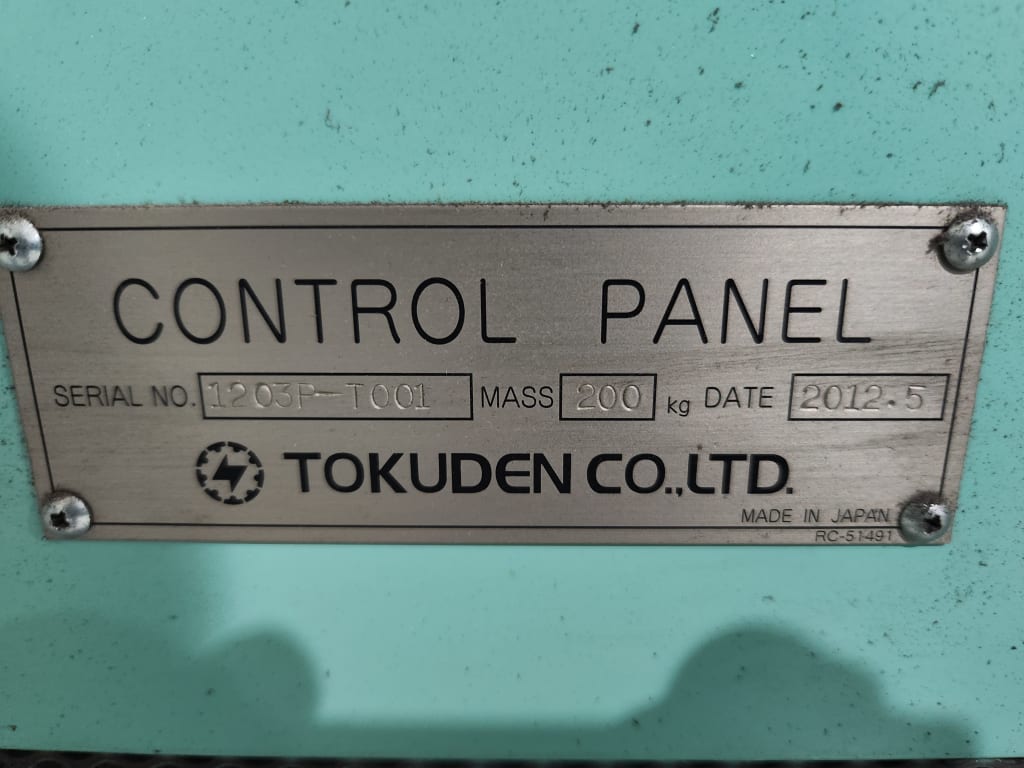 CONTROL PANEL
SERIAL NO. 1203P-T001 MASS 200 kg DATE 2012.5
TOKUDEN CO.,LTD.
MADE IN JAPAN
RC-51491